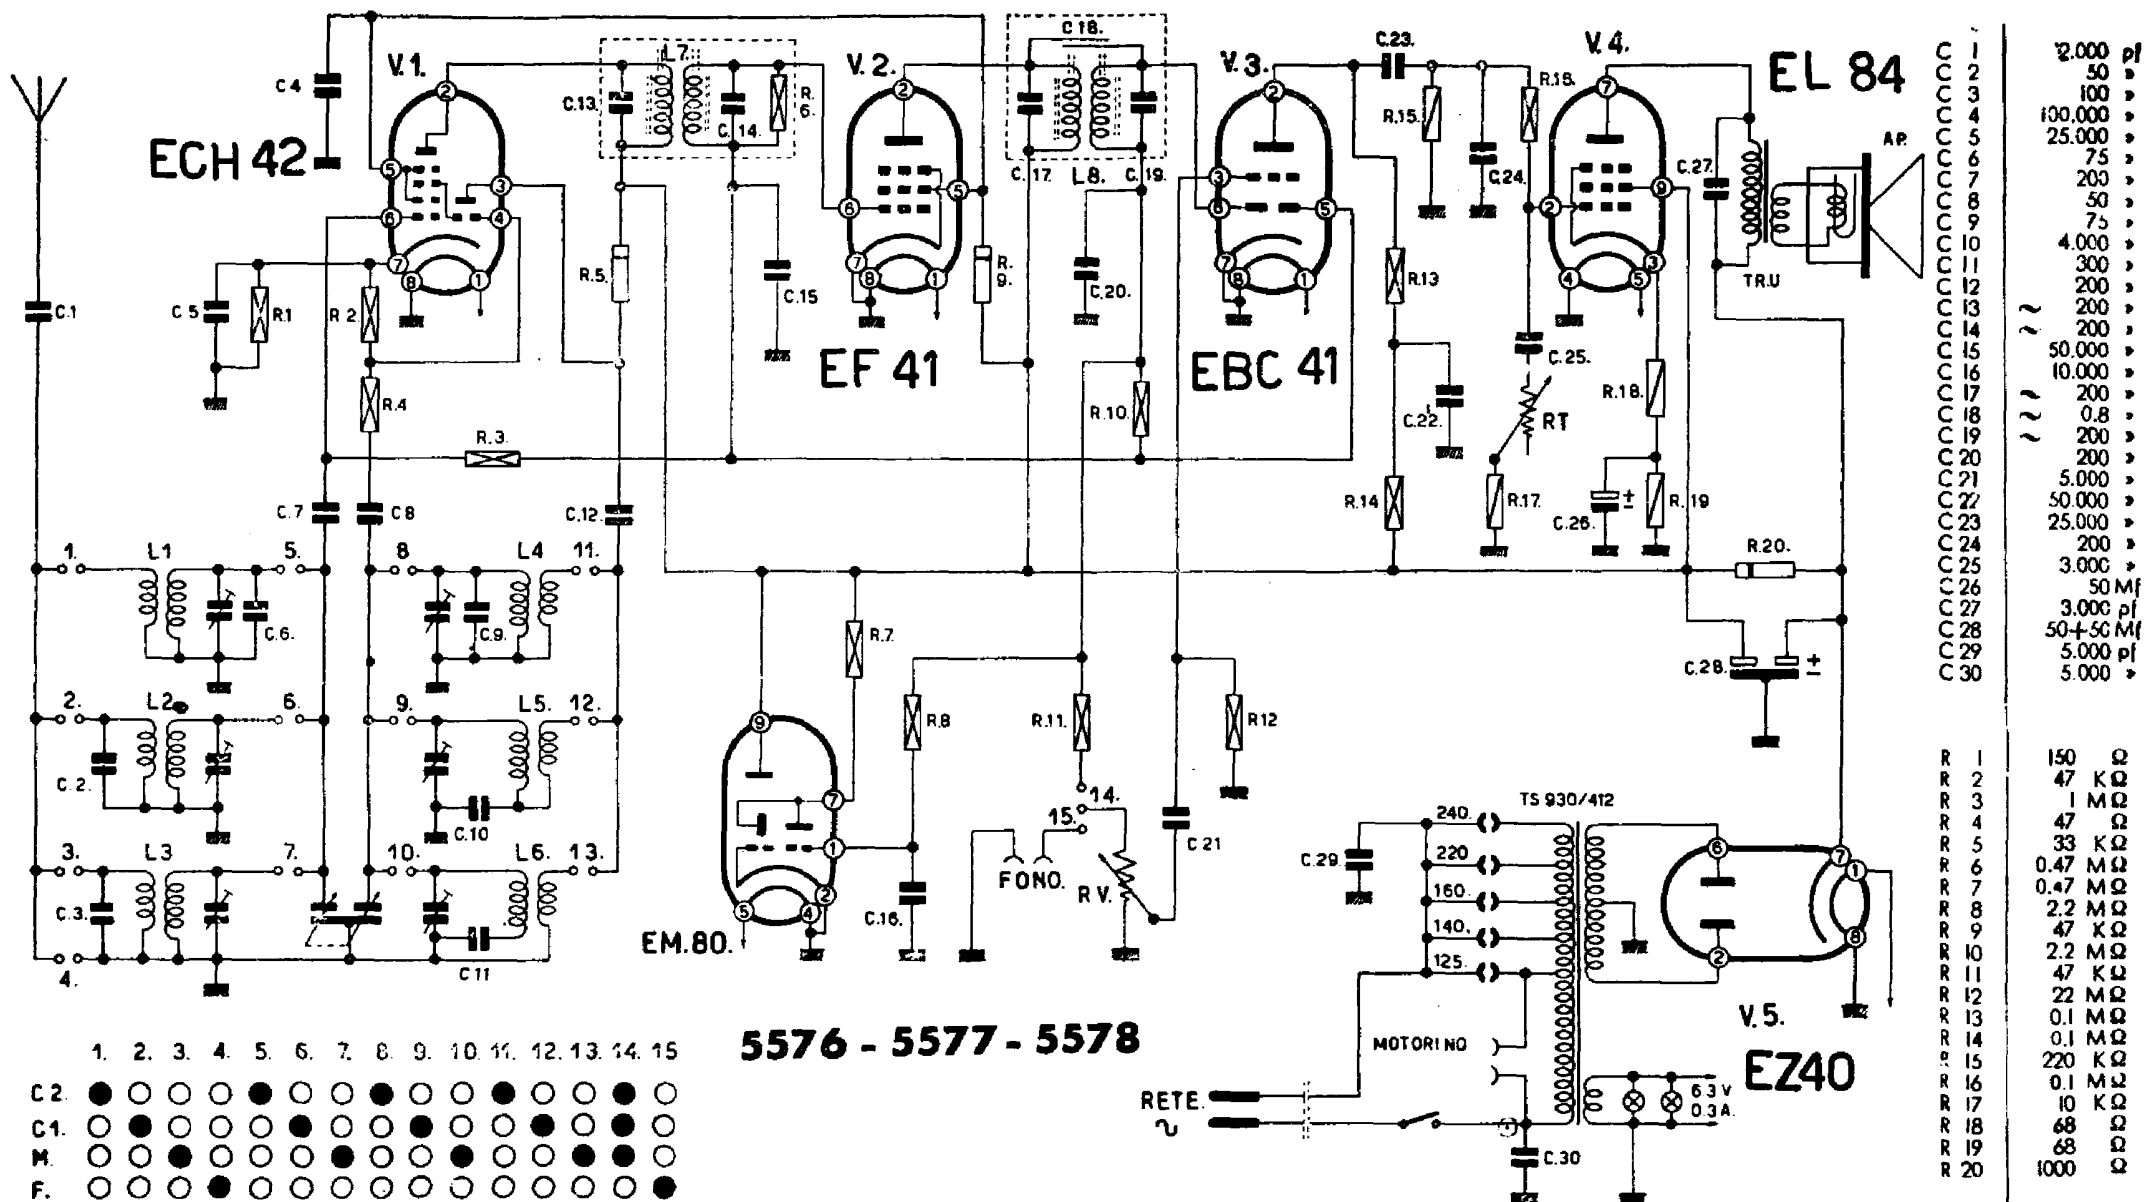 V.1.
L7.
C.18.
C.23.
V.4.
EL 84
C 4
C.13.
C. 14.
R. 6.
V. 2.
V. 3.
R.15.
R.16.
C.24.
C.27.
AP.
ECH 42
C. 17.
L8.
C. 19.
TR.U
C.1
C 5
R.1
R 2
R.5.
C.15
R. 9.
C.20.
R.13
C.25.
EF 41
EBC 41
R.4
R.10.
C.22.
RT
R.18.
R.3.
C.7
C 8
C.12.
R.14
R.17.
C.26.
±
R.19
1.
L1
5.
8
L4
11.
R.20.
C.6.
C.9.
R.7.
2.
L2
6.
9.
L5.
12.
C.28.
±
C.2.
C.10
R.8
R.11.
R12
3.
L3
7.
10.
L6.
13.
14.
15.
C.3.
FONO.
RV.
C 21
4.
C 11
EM.80.
C.16.
TS 930/412
240.
220
160.
140.
125.
C.29.
V.5.
EZ40
5576 - 5577 - 5578
MOTORINO
RETE.
∿
6.3 V
0.3 A.
C.30
1. 2. 3. 4. 5. 6. 7. 8. 9. 10. 11. 12. 13. 14. 15
C 2.
C 1.
M.
F.
C 1 2.000 pf
C 2 50 »
C 3 100 »
C 4 100.000 »
C 5 25.000 »
C 6 75 »
C 7 200 »
C 8 50 »
C 9 75 »
C 10 4.000 »
C 11 300 »
C 12 200 »
C 13 ~ 200 »
C 14 ~ 200 »
C 15 50.000 »
C 16 10.000 »
C 17 ~ 200 »
C 18 ~ 0.8 »
C 19 ~ 200 »
C 20 200 »
C 21 5.000 »
C 22 50.000 »
C 23 25.000 »
C 24 200 »
C 25 3.000 »
C 26 50 Mf
C 27 3.000 pf
C 28 50+50 Mf
C 29 5.000 pf
C 30 5.000 »
R 1 150 Ω
R 2 47 KΩ
R 3 1 MΩ
R 4 47 Ω
R 5 33 KΩ
R 6 0.47 MΩ
R 7 0.47 MΩ
R 8 2.2 MΩ
R 9 47 KΩ
R 10 2.2 MΩ
R 11 47 KΩ
R 12 22 MΩ
R 13 0.1 MΩ
R 14 0.1 MΩ
R 15 220 KΩ
R 16 0.1 MΩ
R 17 10 KΩ
R 18 68 Ω
R 19 68 Ω
R 20 1000 Ω